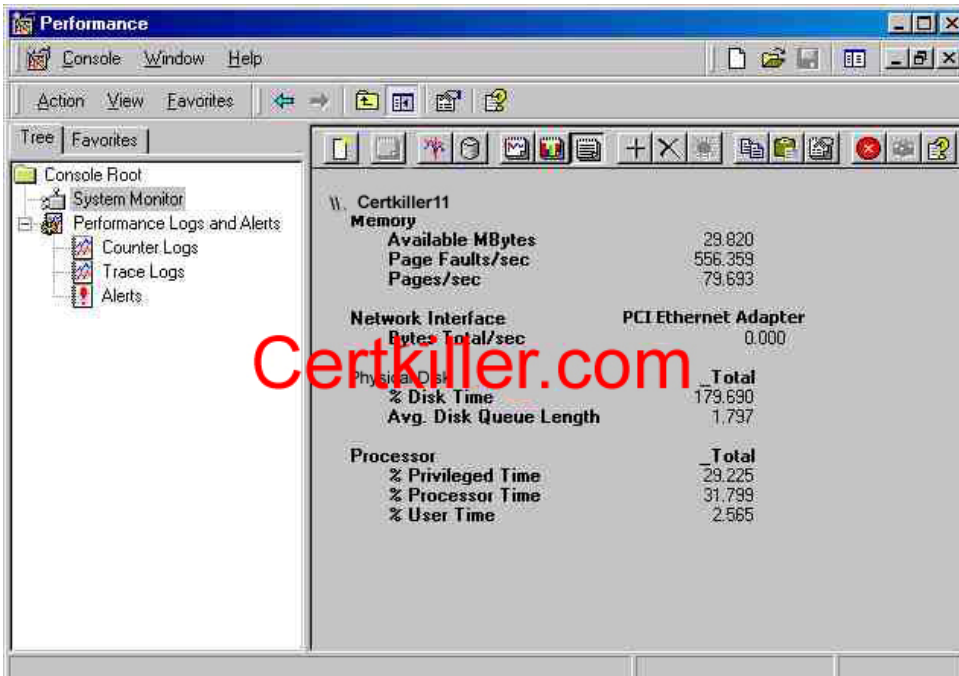 Performance
Console Window Help
Action View Favorites
Tree Favorites
Console Root
System Monitor
Performance Logs and Alerts
Counter Logs
Trace Logs
Alerts
\\. Certkiller11
Memory
Available MBytes 29.820
Page Faults/sec 556.359
Pages/sec 79.693
Network Interface PCI Ethernet Adapter
Bytes Total/sec 0.000
Certkiller.com
Physical Disk _Total
% Disk Time 179.690
Avg. Disk Queue Length 1.797
Processor _Total
% Privileged Time 29.225
% Processor Time 31.799
% User Time 2.565